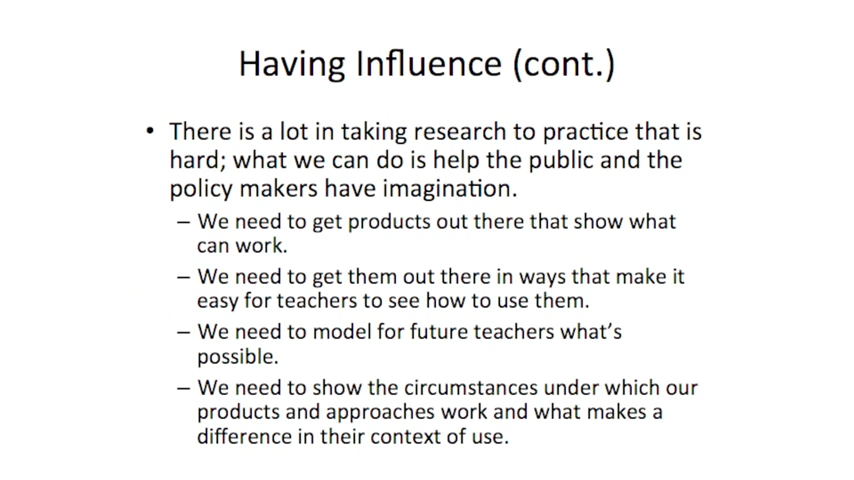 Having Influence (cont.)
• There is a lot in taking research to practice that is
hard; what we can do is help the public and the
policy makers have imagination.
– We need to get products out there that show what
can work.
– We need to get them out there in ways that make it
easy for teachers to see how to use them.
– We need to model for future teachers what's
possible.
– We need to show the circumstances under which our
products and approaches work and what makes a
difference in their context of use.